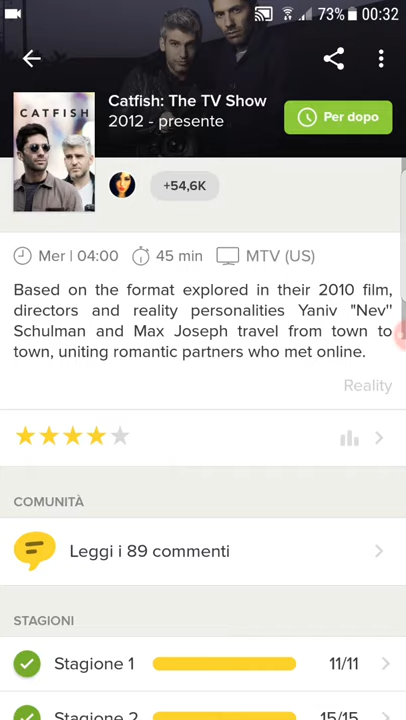 73% 00:32
Catfish: The TV Show
2012 - presente
Per dopo
CATFISH
+54,6K
Mer | 04:00 45 min MTV (US)
Based on the format explored in their 2010 film,
directors and reality personalities Yaniv "Nev"
Schulman and Max Joseph travel from town to
town, uniting romantic partners who met online.
Reality
COMUNITÀ
Leggi i 89 commenti
STAGIONI
Stagione 1 11/11
Stagione 2 15/15